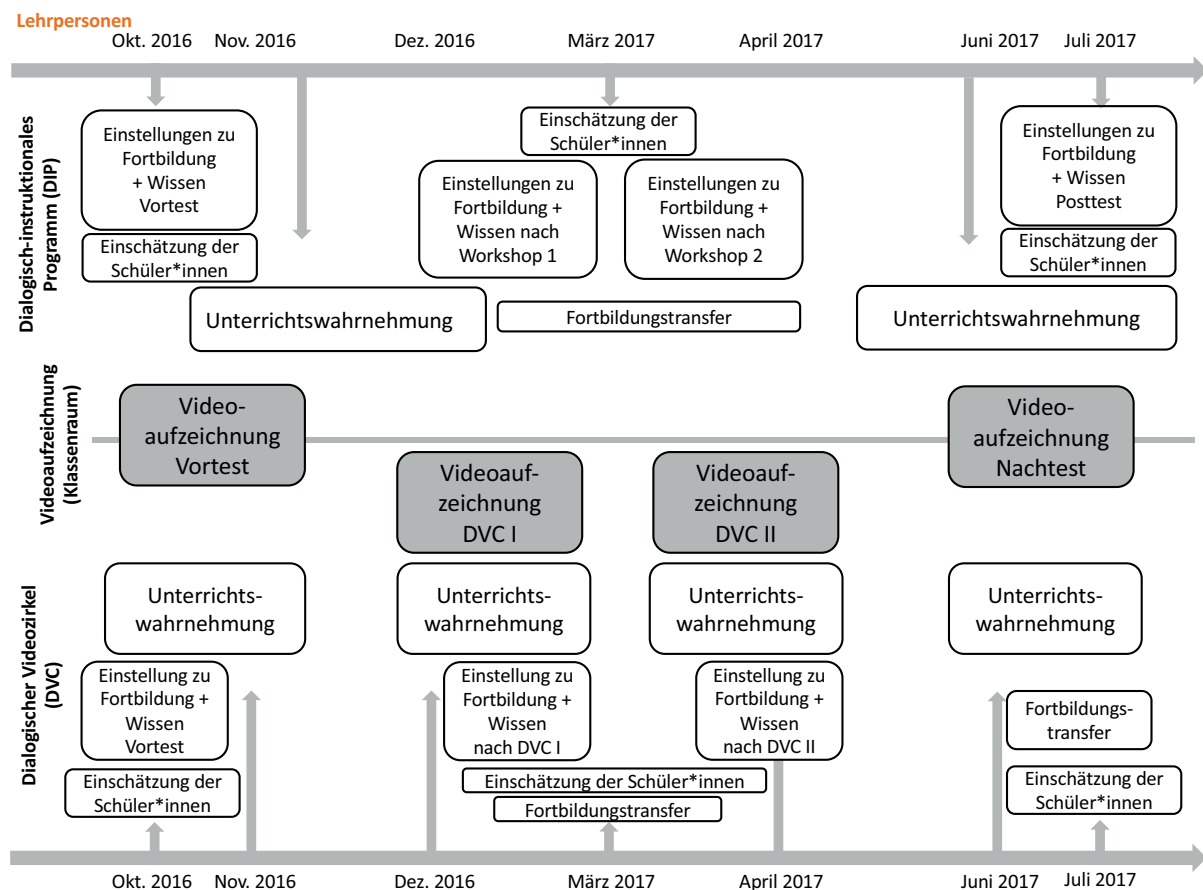 Lehrpersonen
Okt. 2016 Nov. 2016 Dez. 2016 März 2017 April 2017 Juni 2017 Juli 2017
Dialogisch-instruktionales
Programm (DIP)
Einstellungen zu
Fortbildung
+ Wissen
Vortest
Einschätzung der
Schüler*innen
Unterrichtswahrnehmung
Einschätzung der
Schüler*innen
Einstellungen zu
Fortbildung +
Wissen nach
Workshop 1
Einstellungen zu
Fortbildung +
Wissen nach
Workshop 2
Fortbildungstransfer
Einstellungen zu
Fortbildung
+ Wissen
Posttest
Einschätzung der
Schüler*innen
Unterrichtswahrnehmung
Videoaufzeichnung
(Klassenraum)
Video-
aufzeichnung
Vortest
Videoauf-
zeichnung
DVC I
Videoauf-
zeichnung
DVC II
Video-
aufzeichnung
Nachtest
Dialogischer Videozirkel
(DVC)
Unterrichts-
wahrnehmung
Unterrichts-
wahrnehmung
Unterrichts-
wahrnehmung
Unterrichts-
wahrnehmung
Einstellung zu
Fortbildung +
Wissen
Vortest
Einschätzung der
Schüler*innen
Einstellung zu
Fortbildung +
Wissen
nach DVC I
Einstellung zu
Fortbildung +
Wissen
nach DVC II
Einschätzung der Schüler*innen
Fortbildungstransfer
Fortbildungs-
transfer
Einschätzung der
Schüler*innen
Okt. 2016 Nov. 2016 Dez. 2016 März 2017 April 2017 Juni 2017 Juli 2017